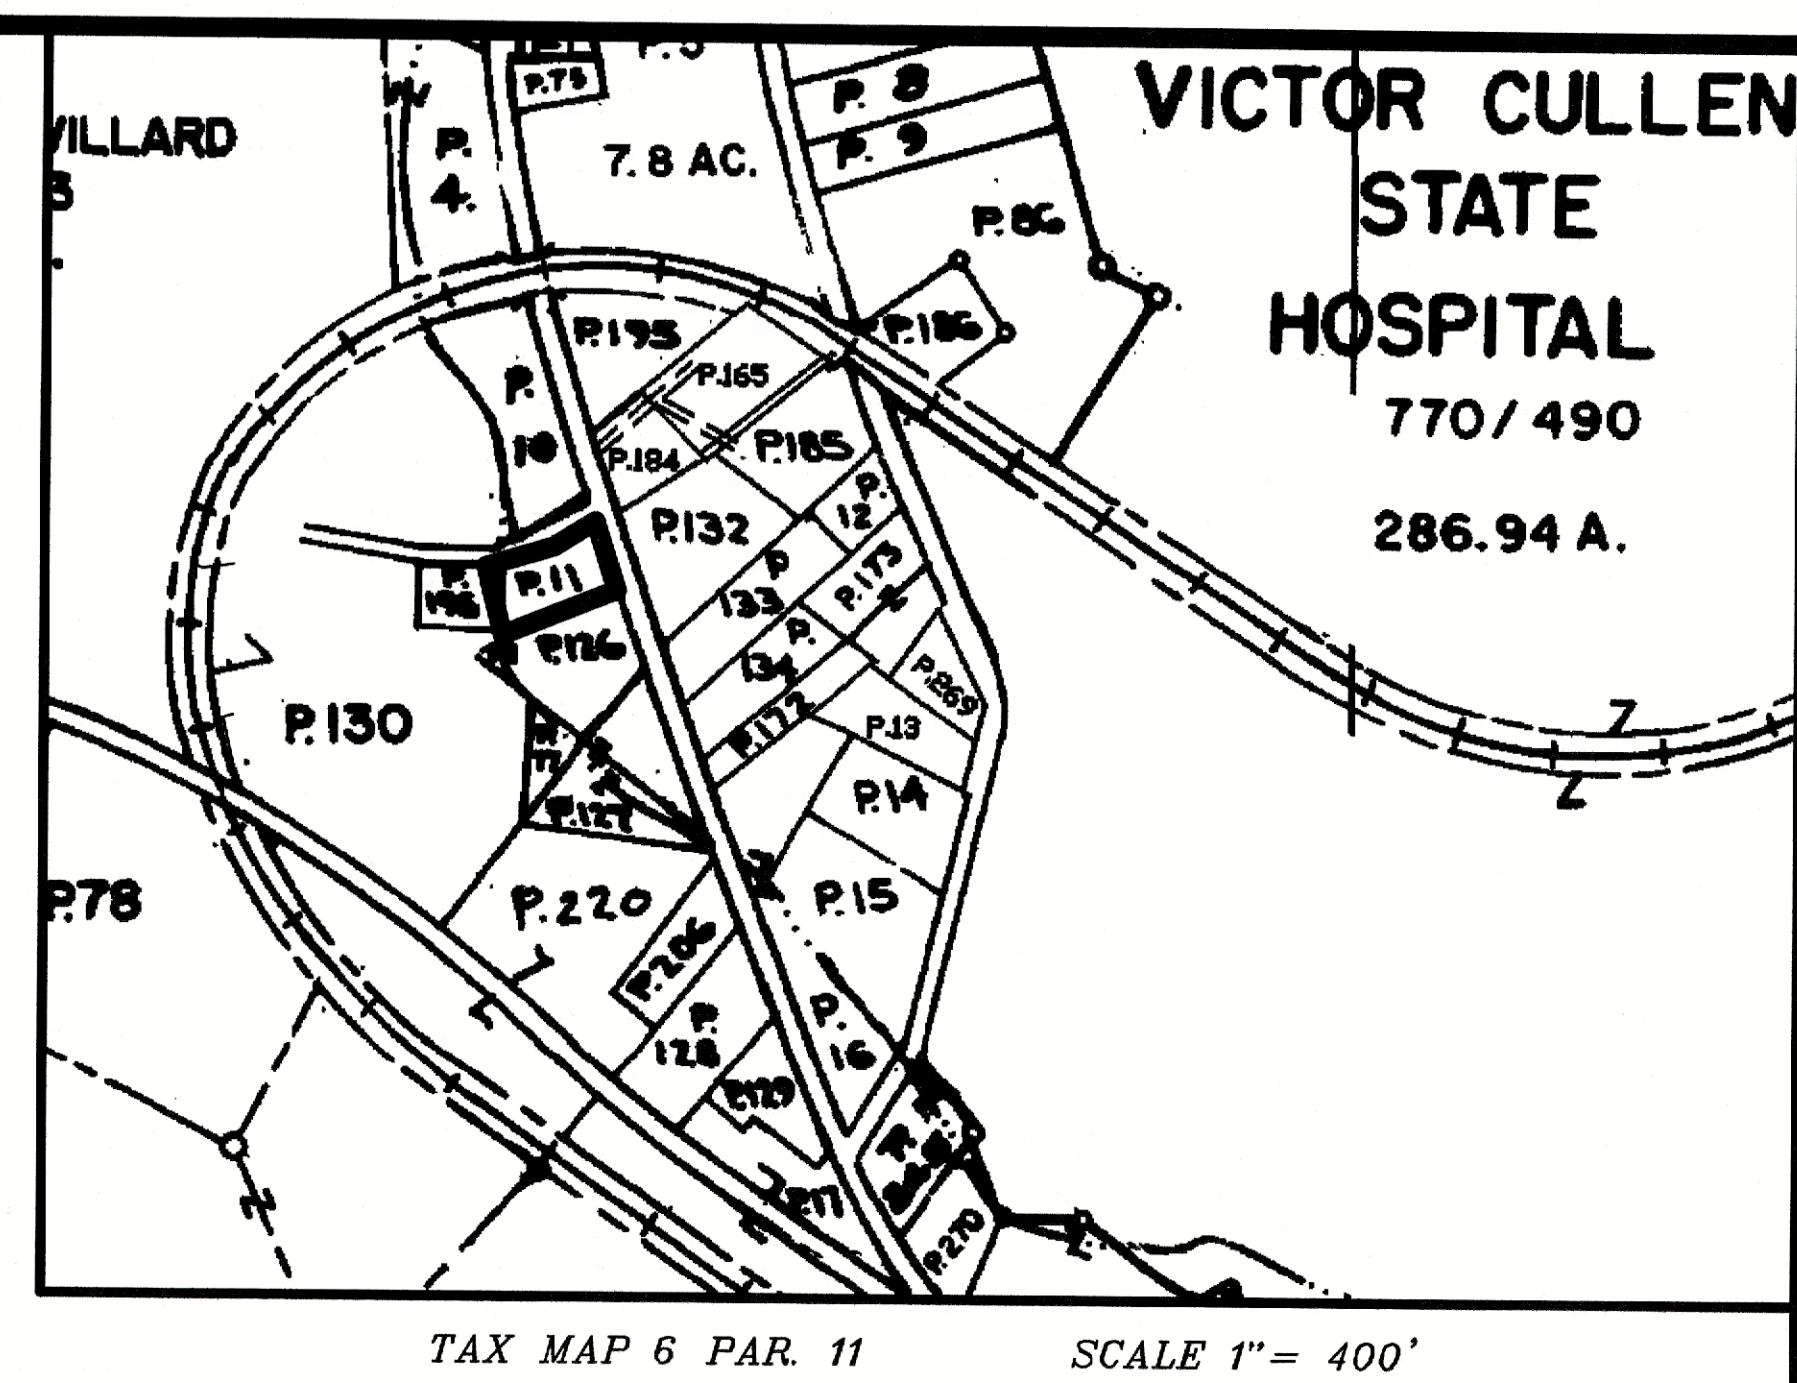 P. 75
P. 8
P. 9
7.8 AC.
P.
4.
VICTOR CULLEN
STATE
HOSPITAL
770/490
286.94 A.
P. 86
P. 186
P. 195
P.165
P.
10
P.184
P.185
P.132
P.
12
P. 11
P.
196
P
133
P.173
P. 126
P.
134
P.269
P.172
P.13
P.130
P.14
P.127
P.78
P.220
P.15
P.206
P.
128
P.
16
P.129
P.17
P.270
Z
Z
TAX MAP 6 PAR. 11
SCALE 1"= 400'